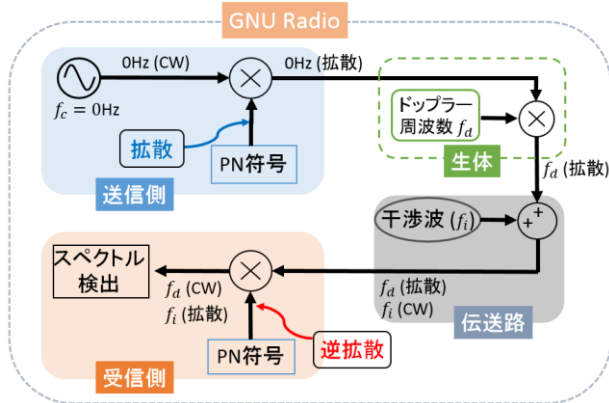 GNU Radio
0Hz (CW)
0Hz (拡散)
f_c = 0Hz
拡散
PN符号
送信側
ドップラー
周波数 f_d
生体
f_d (拡散)
干渉波 (f_i)
+
+
f_d (拡散)
f_i (CW)
伝送路
スペクトル
検出
f_d (CW)
f_i (拡散)
PN符号
逆拡散
受信側